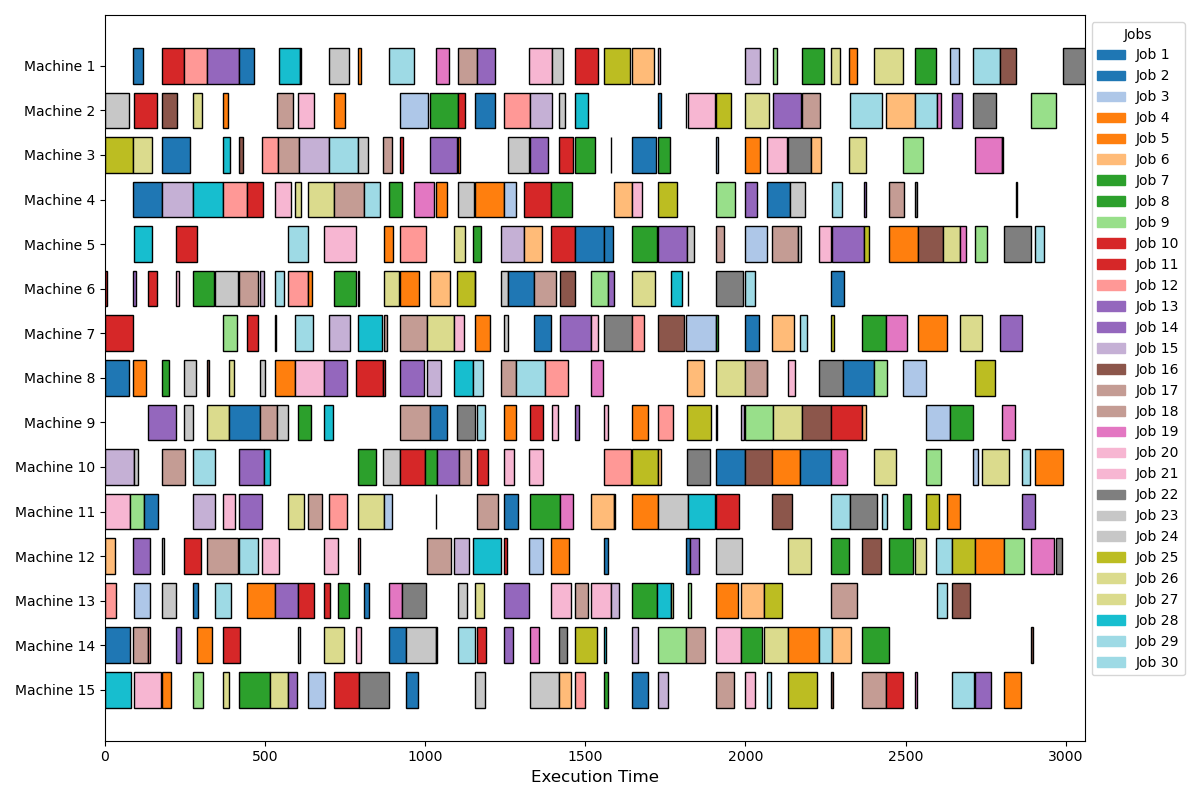 Machine 1
Machine 2
Machine 3
Machine 4
Machine 5
Machine 6
Machine 7
Machine 8
Machine 9
Machine 10
Machine 11
Machine 12
Machine 13
Machine 14
Machine 15
0 500 1000 1500 2000 2500 3000
Execution Time
Jobs
Job 1
Job 2
Job 3
Job 4
Job 5
Job 6
Job 7
Job 8
Job 9
Job 10
Job 11
Job 12
Job 13
Job 14
Job 15
Job 16
Job 17
Job 18
Job 19
Job 20
Job 21
Job 22
Job 23
Job 24
Job 25
Job 26
Job 27
Job 28
Job 29
Job 30